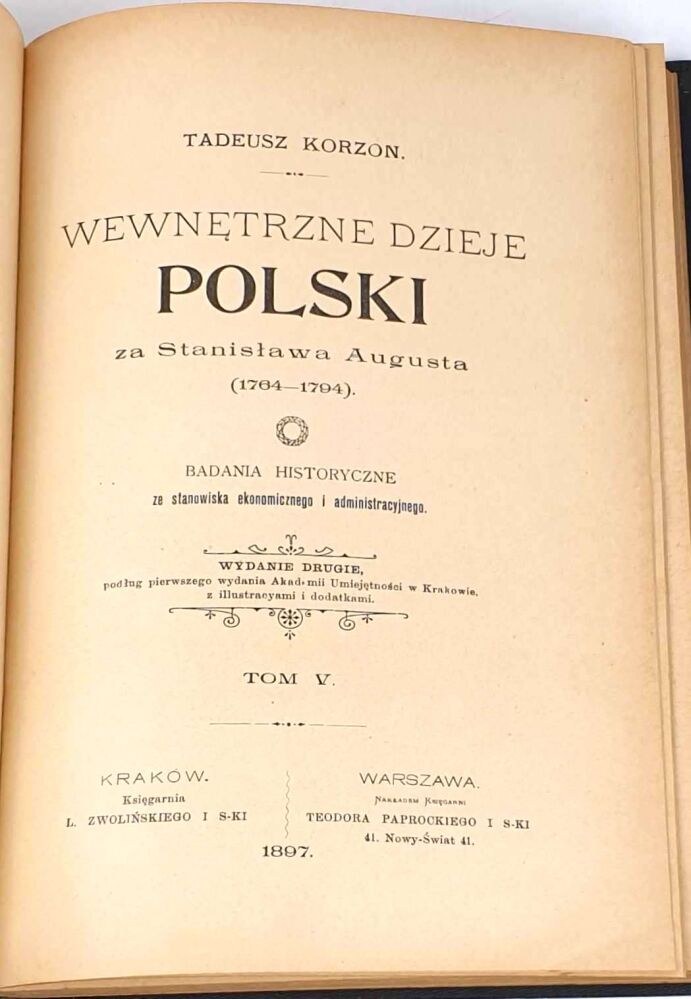 TADEUSZ KORZON.
WEWNĘTRZNE DZIEJE
POLSKI
za Stanisława Augusta
(1764—1794).
BADANIA HISTORYCZNE
ze stanowiska ekonomicznego i administracyjnego.
WYDANIE DRUGIE,
podług pierwszego wydania Akademii Umiejętności w Krakowie,
z illustracyami i dodatkami.
TOM V.
KRAKÓW.
Księgarnia
L. ZWOLIŃSKIEGO I S-KI
WARSZAWA.
NAKŁADEM KSIĘGARNI
TEODORA PAPROCKIEGO I S-KI
41. Nowy-Świat 41.
1897.